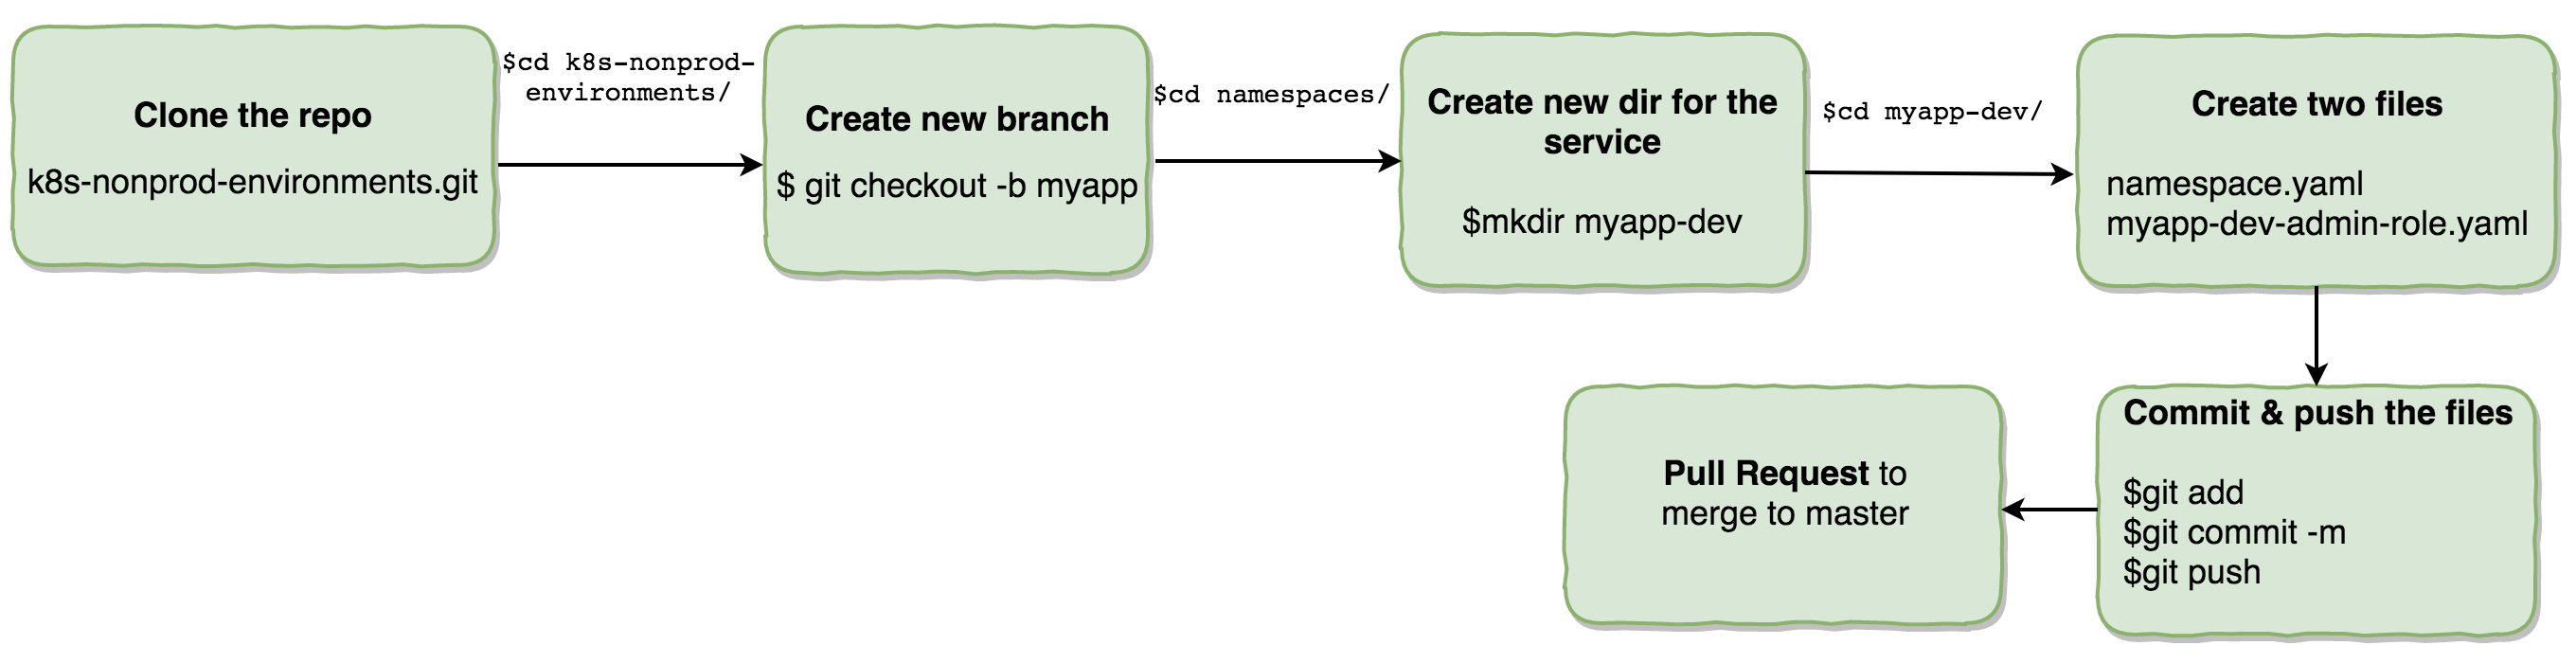 Clone the repo
k8s-nonprod-environments.git
$cd k8s-nonprod-
environments/
Create new branch
$ git checkout -b myapp
$cd namespaces/
Create new dir for the
service
$mkdir myapp-dev
$cd myapp-dev/
Create two files
namespace.yaml
myapp-dev-admin-role.yaml
Commit & push the files
$git add
$git commit -m
$git push
Pull Request to
merge to master